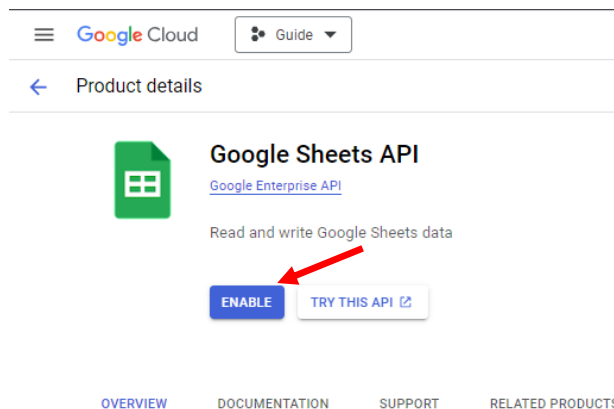 Google Cloud Guide
Product details
Google Sheets API
Google Enterprise API
Read and write Google Sheets data
ENABLE TRY THIS API
OVERVIEW DOCUMENTATION SUPPORT RELATED PRODUCTS